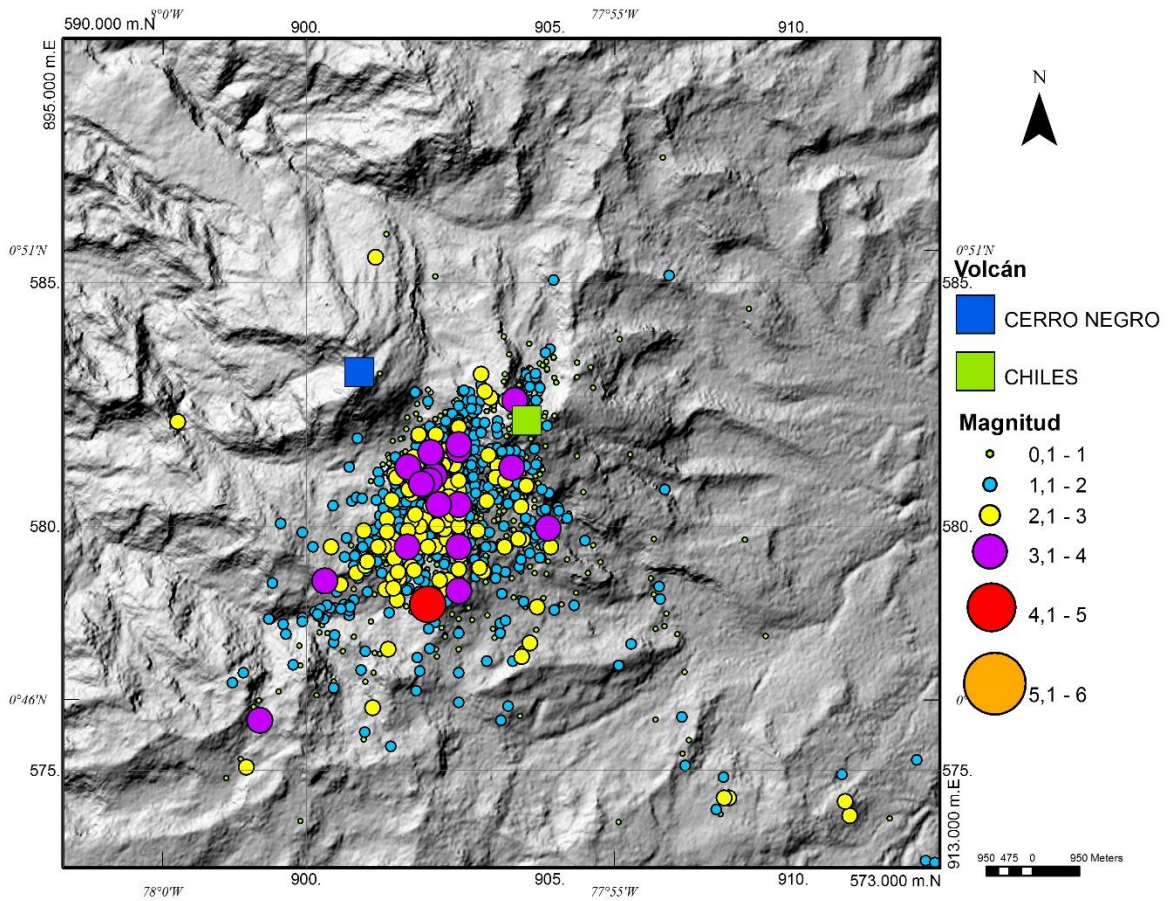 590.000 m.N
8°0'W
900.
905.
77°55'W
910.
895.000 m.E
N
0°51'N
0°51'N
585.
585.
Volcán
CERRO NEGRO
CHILES
Magnitud
0,1 - 1
1,1 - 2
2,1 - 3
3,1 - 4
4,1 - 5
5,1 - 6
580.
580.
0°46'N
575.
575.
913.000 m.E
950 475 0 950 Meters
78°0'W
900.
905.
77°55'W
910.
573.000 m.N